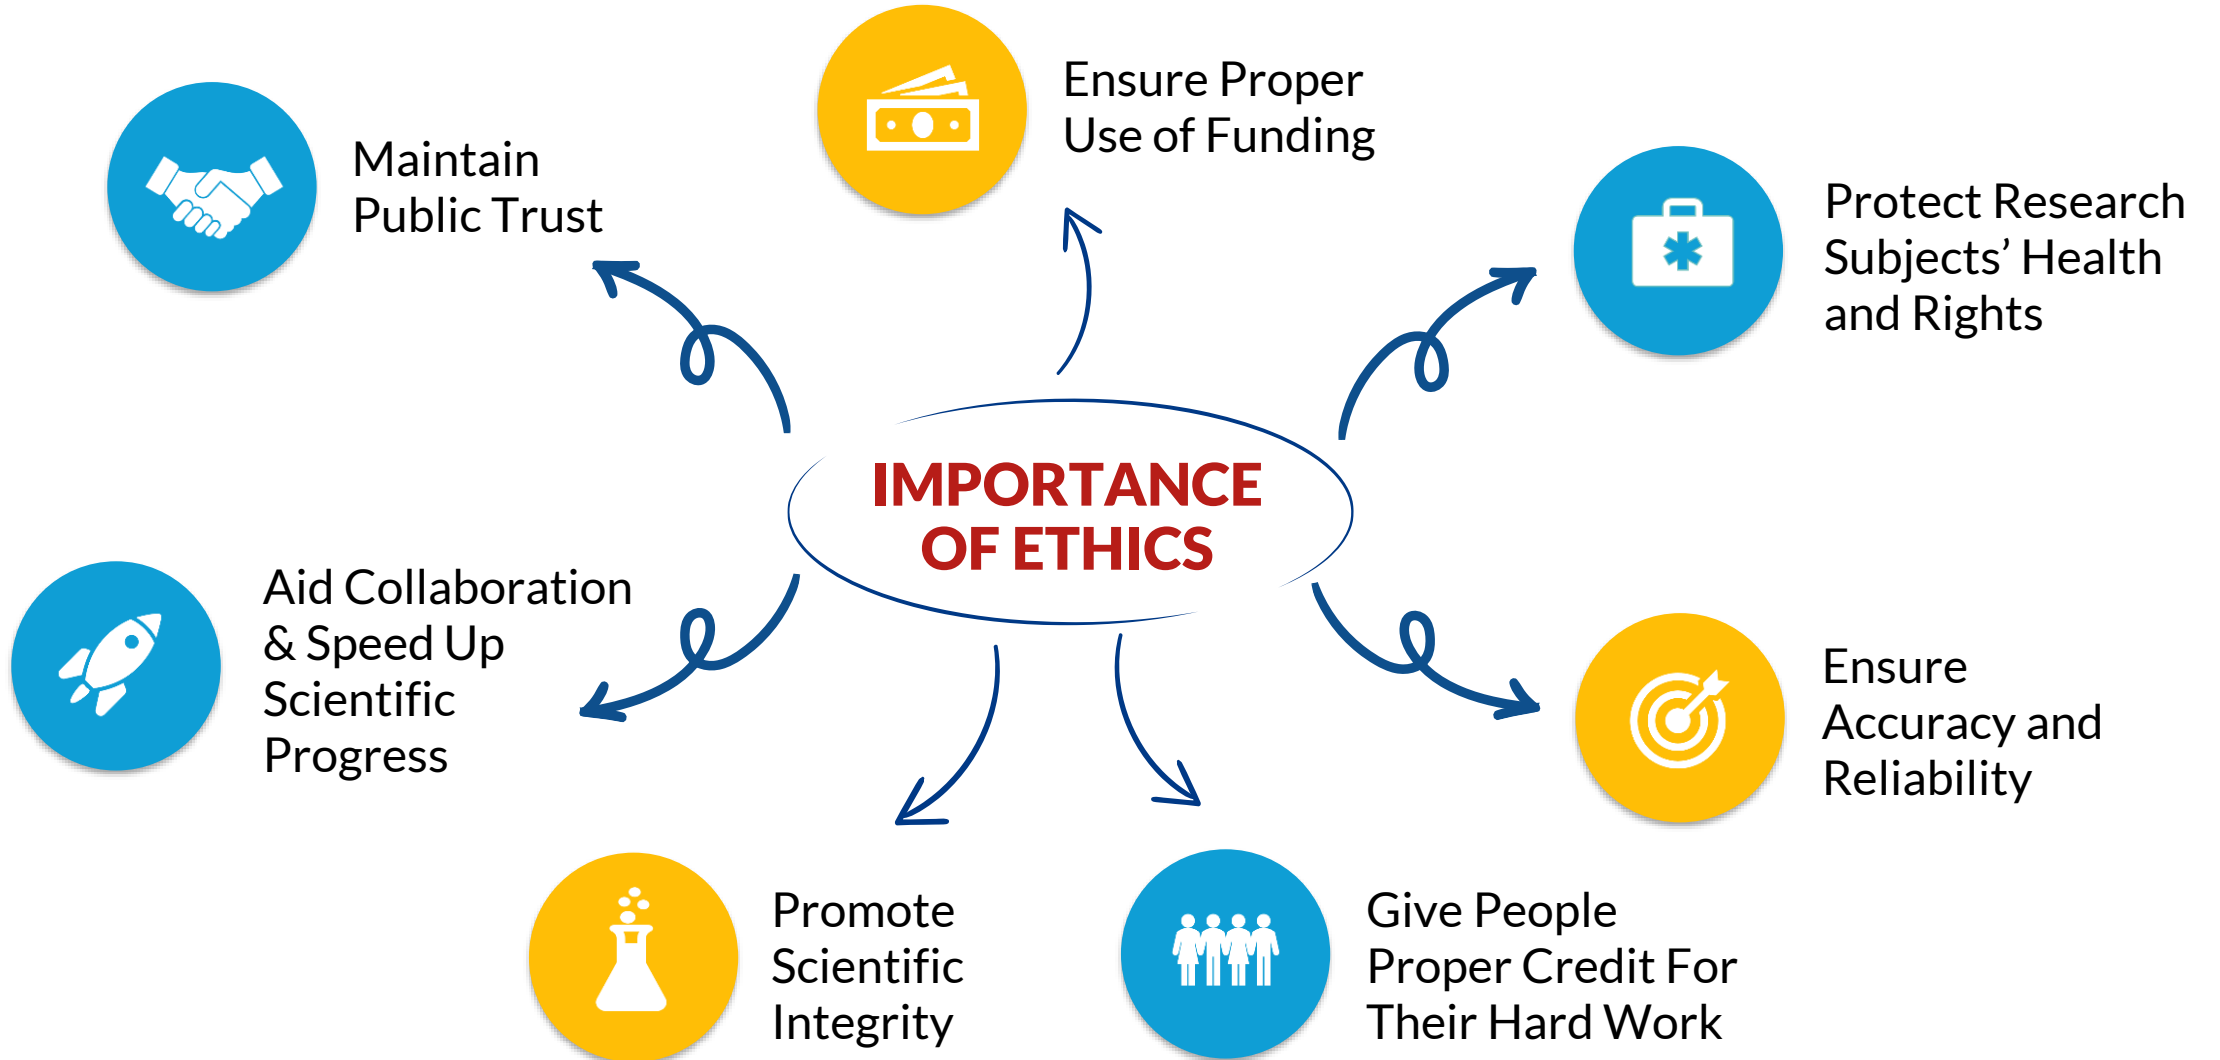 Maintain
Public Trust
Ensure Proper
Use of Funding
Protect Research
Subjects’ Health
and Rights
IMPORTANCE
OF ETHICS
Aid Collaboration
& Speed Up
Scientific
Progress
Ensure
Accuracy and
Reliability
Promote
Scientific
Integrity
Give People
Proper Credit For
Their Hard Work